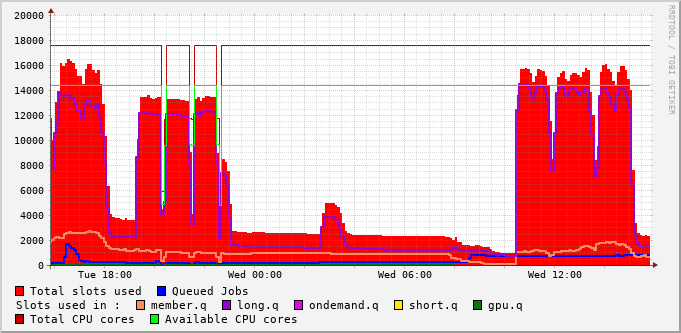 20000
18000
16000
14000
12000
10000
8000
6000
4000
2000
0
Tue 18:00 Wed 00:00 Wed 06:00 Wed 12:00
RRDTOOL / TOBI OETIKER
Total slots used Queued Jobs
Slots used in : member.q long.q ondemand.q short.q gpu.q
Total CPU cores Available CPU cores